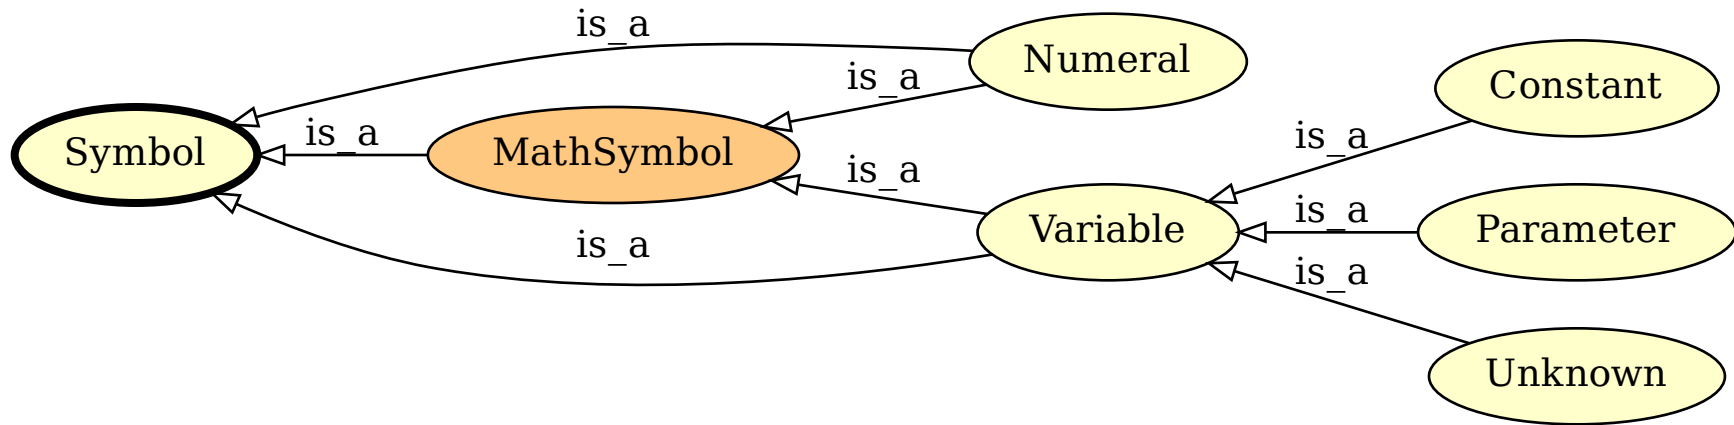 is_a
Numeral
is_a
Constant
Symbol
is_a
MathSymbol
is_a
is_a
Variable
is_a
Parameter
is_a
is_a
Unknown